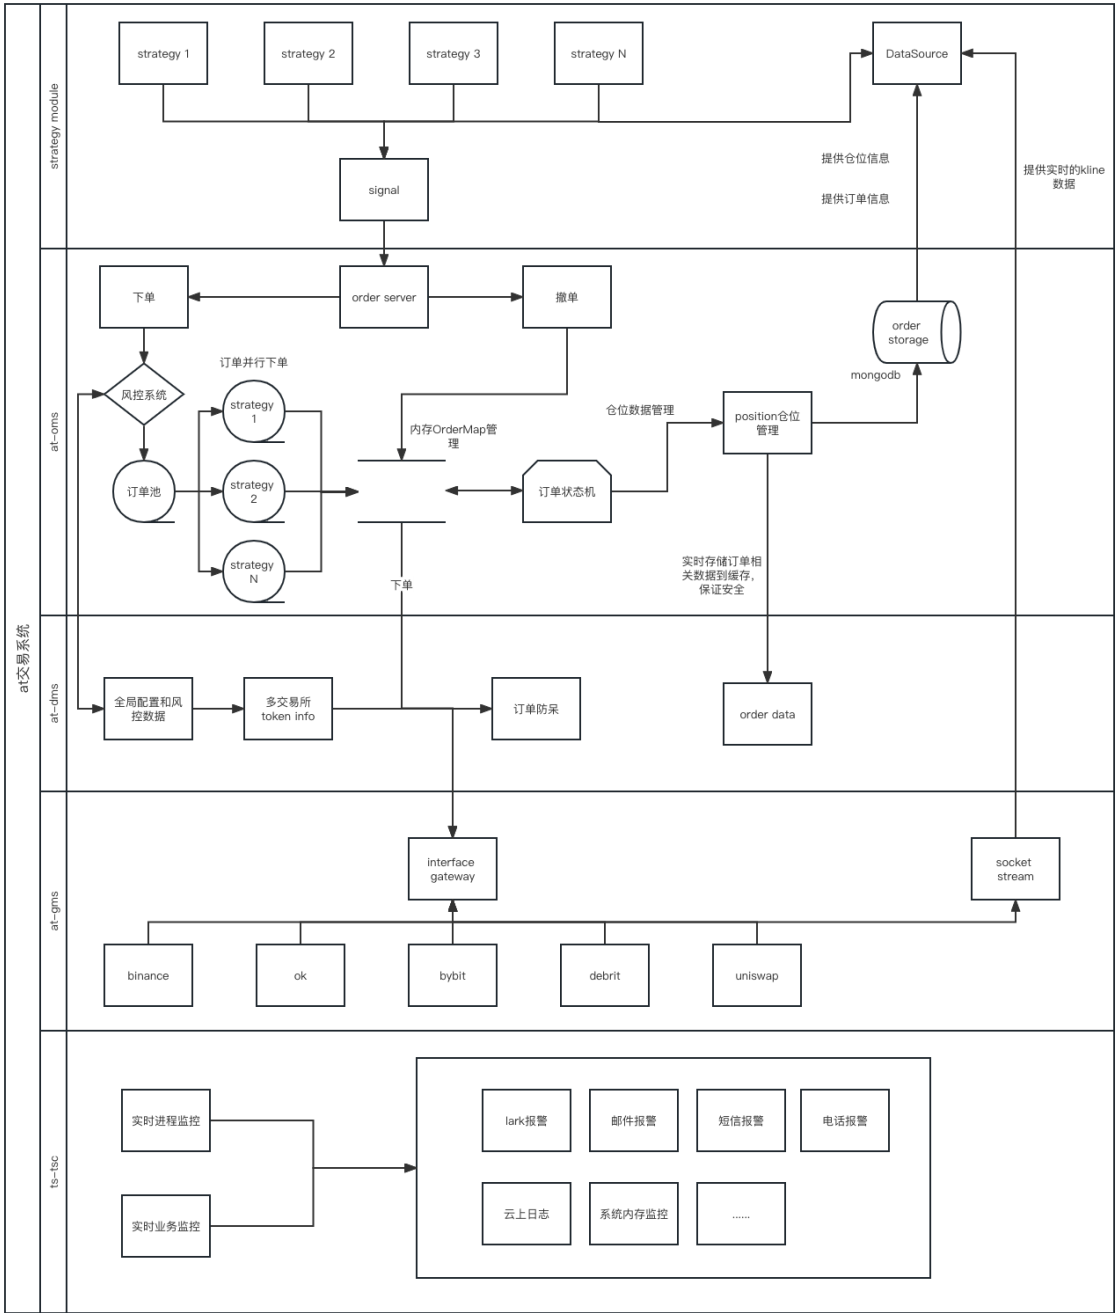 at交易系统
strategy module
strategy 1
strategy 2
strategy 3
strategy N
DataSource
signal
提供仓位信息
提供订单信息
提供实时的kline
数据
at-oms
下单
order server
撤单
order
storage
mongodb
风控系统
订单并行下单
strategy
1
内存OrderMap管
理
仓位数据管理
position仓位
管理
订单池
strategy
2
订单状态机
strategy
N
下单
实时存储订单相
关数据到缓存，
保证安全
at-dms
全局配置和风
控数据
多交易所
token info
订单防呆
order data
at-gms
interface
gateway
socket
stream
binance
ok
bybit
debrit
uniswap
ts-tsc
实时进程监控
实时业务监控
lark报警
邮件报警
短信报警
电话报警
云上日志
系统内存监控
......